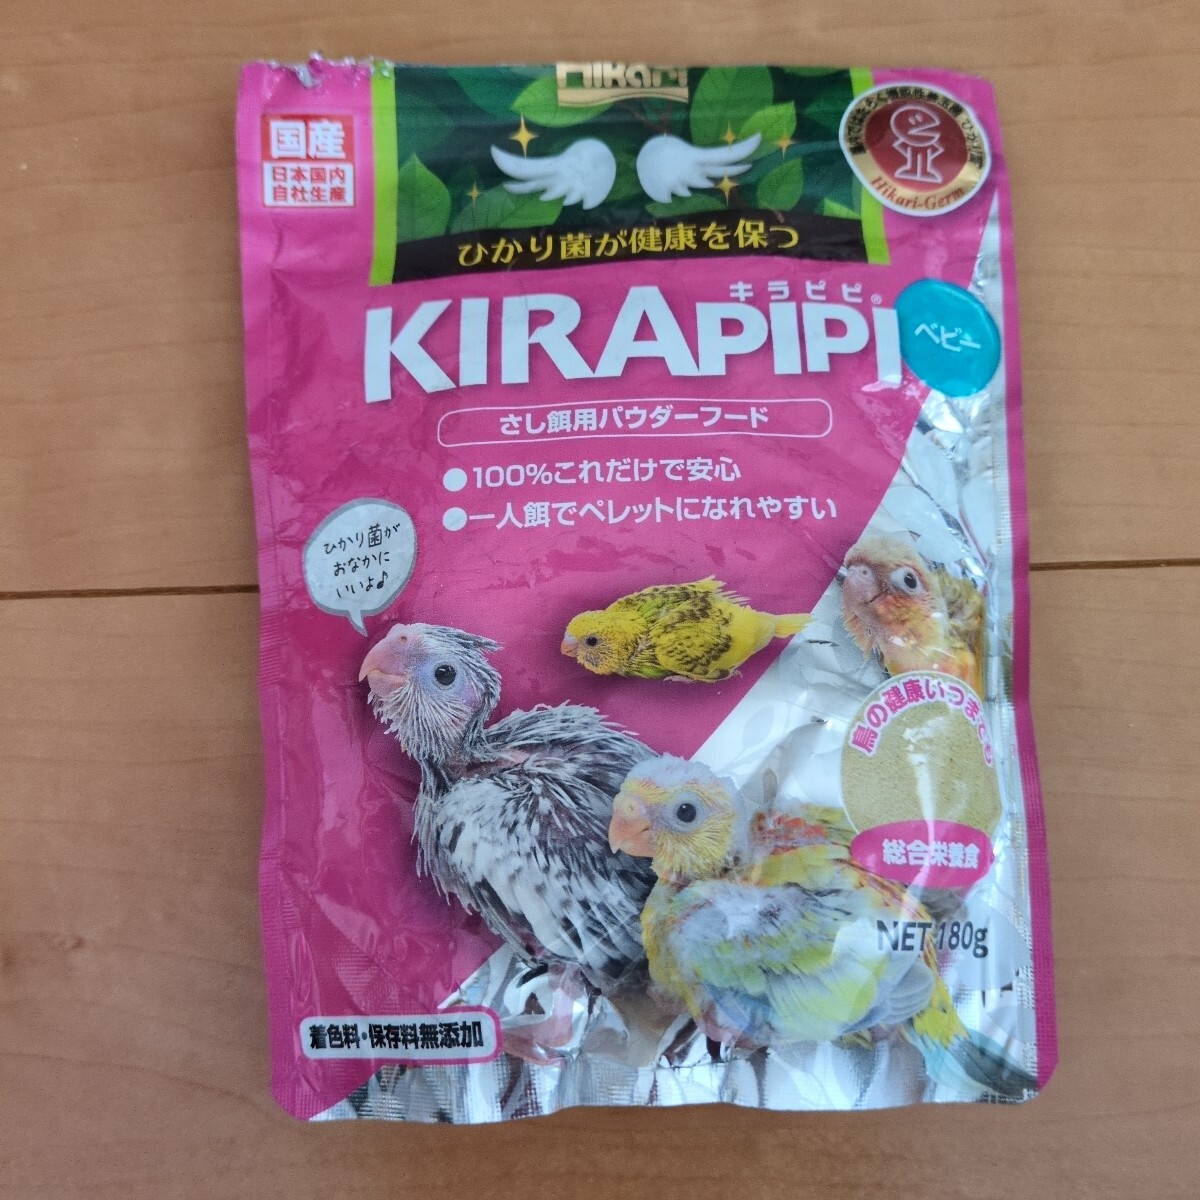 Hikari
国産
日本国内
自社生産
Hikari-Germ
ひかり菌が健康を保つ
キラピピ®
KIRAPIPI
ベビー
さし餌用パウダーフード
●100%これだけで安心
●一人餌でペレットになれやすい
ひかり菌が
おなかに
いいよ♪
鳥の健康いつまでも
総合栄養食
NET 180g
着色料・保存料無添加